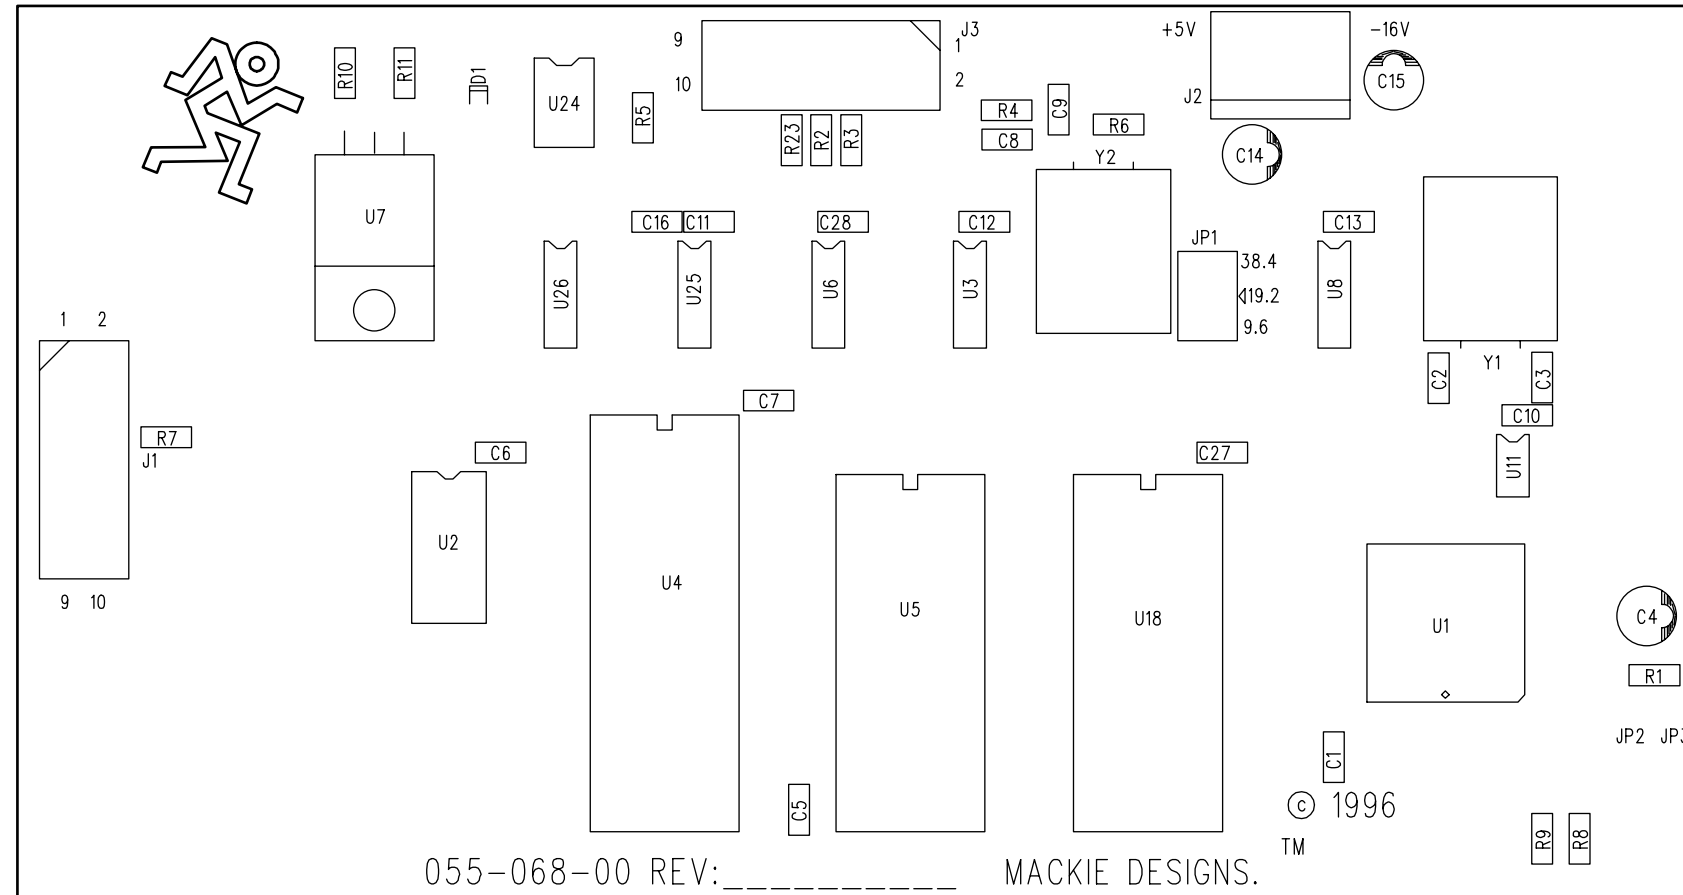 R10
R11
D1
U24
R5
9
10
J3
1
2
R23
R2
R3
R4
C8
C9
R6
Y2
+5V
-16V
J2
C15
C14
U7
C16
C11
C28
C12
JP1
38.4
19.2
9.6
C13
U26
U25
U6
U3
U8
1 2
R7
J1
9 10
C2
Y1
C3
C10
U11
C7
C6
C27
U2
U4
U5
U18
U1
C4
R1
JP2
C1
C5
© 1996
TM
R9
R8
055-068-00 REV:__________ MACKIE DESIGNS.